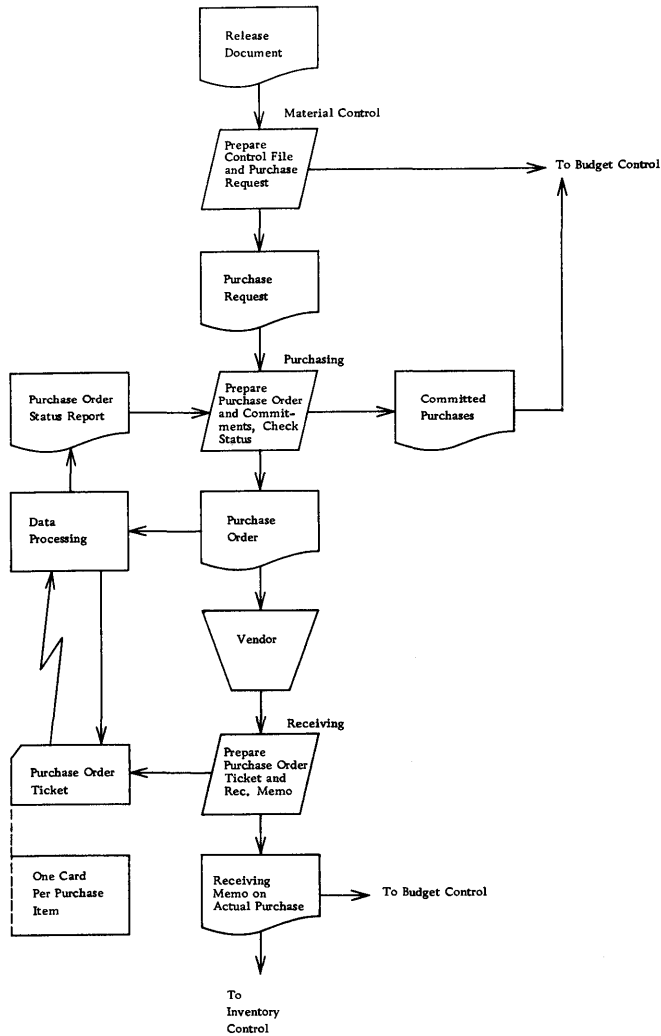 Release
Document
Material Control
Prepare
Control File
and Purchase
Request
To Budget Control
Purchase
Request
Purchasing
Purchase Order
Status Report
Prepare
Purchase Order
and Commit-
ments, Check
Status
Committed
Purchases
Data
Processing
Purchase
Order
Vendor
Receiving
Purchase Order
Ticket
Prepare
Purchase Order
Ticket and
Rec. Memo
One Card
Per Purchase
Item
Receiving
Memo on
Actual Purchase
To Budget Control
To
Inventory
Control